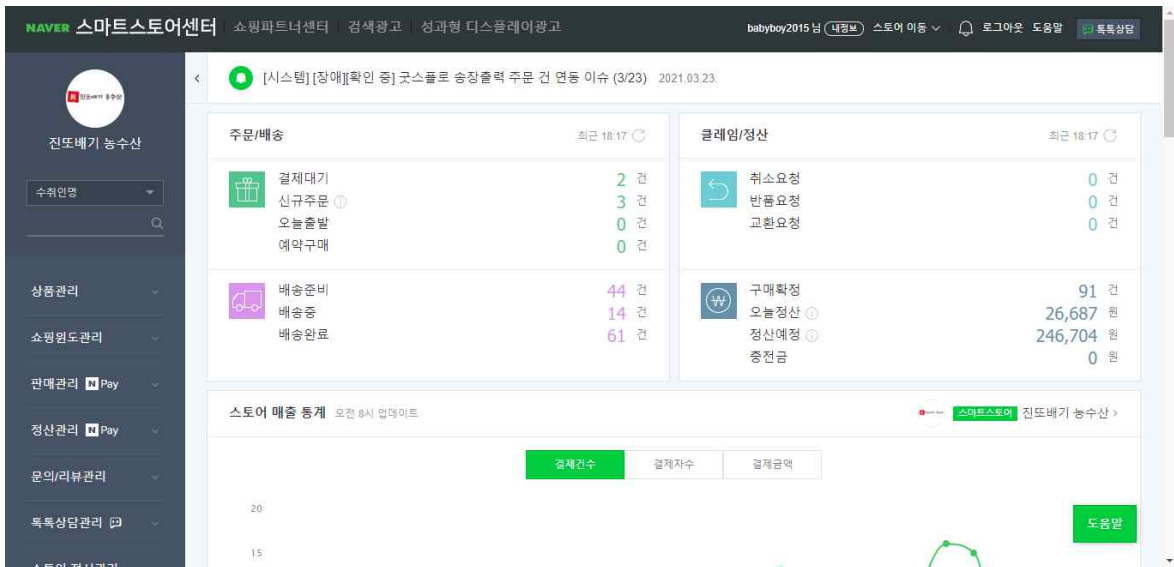 NAVER 스마트스토어센터 쇼핑파트너센터 검색광고 성과형 디스플레이광고 babyboy2015 님 내정보 스토어 이동 로그아웃 도움말 톡톡상담
[시스템] [장애][확인 중] 굿스플로 송장출력 주문 건 연동 이슈 (3/23) 2021.03.23.
진또배기 농수산
진또배기 농수산
수취인명
상품관리
쇼핑윈도관리
판매관리 N Pay
정산관리 N Pay
문의/리뷰관리
톡톡상담관리
주문/배송 최근 18:17
결제대기 2 건
신규주문 3 건
오늘출발 0 건
예약구매 0 건
배송준비 44 건
배송중 14 건
배송완료 61 건
클레임/정산 최근 18:17
취소요청 0 건
반품요청 0 건
교환요청 0 건
구매확정 91 건
오늘정산 26,687 원
정산예정 246,704 원
충전금 0 원
스토어 매출 통계 오전 8시 업데이트 스마트스토어 진또배기 농수산
결제건수 결제자수 결제금액
20
15
도움말